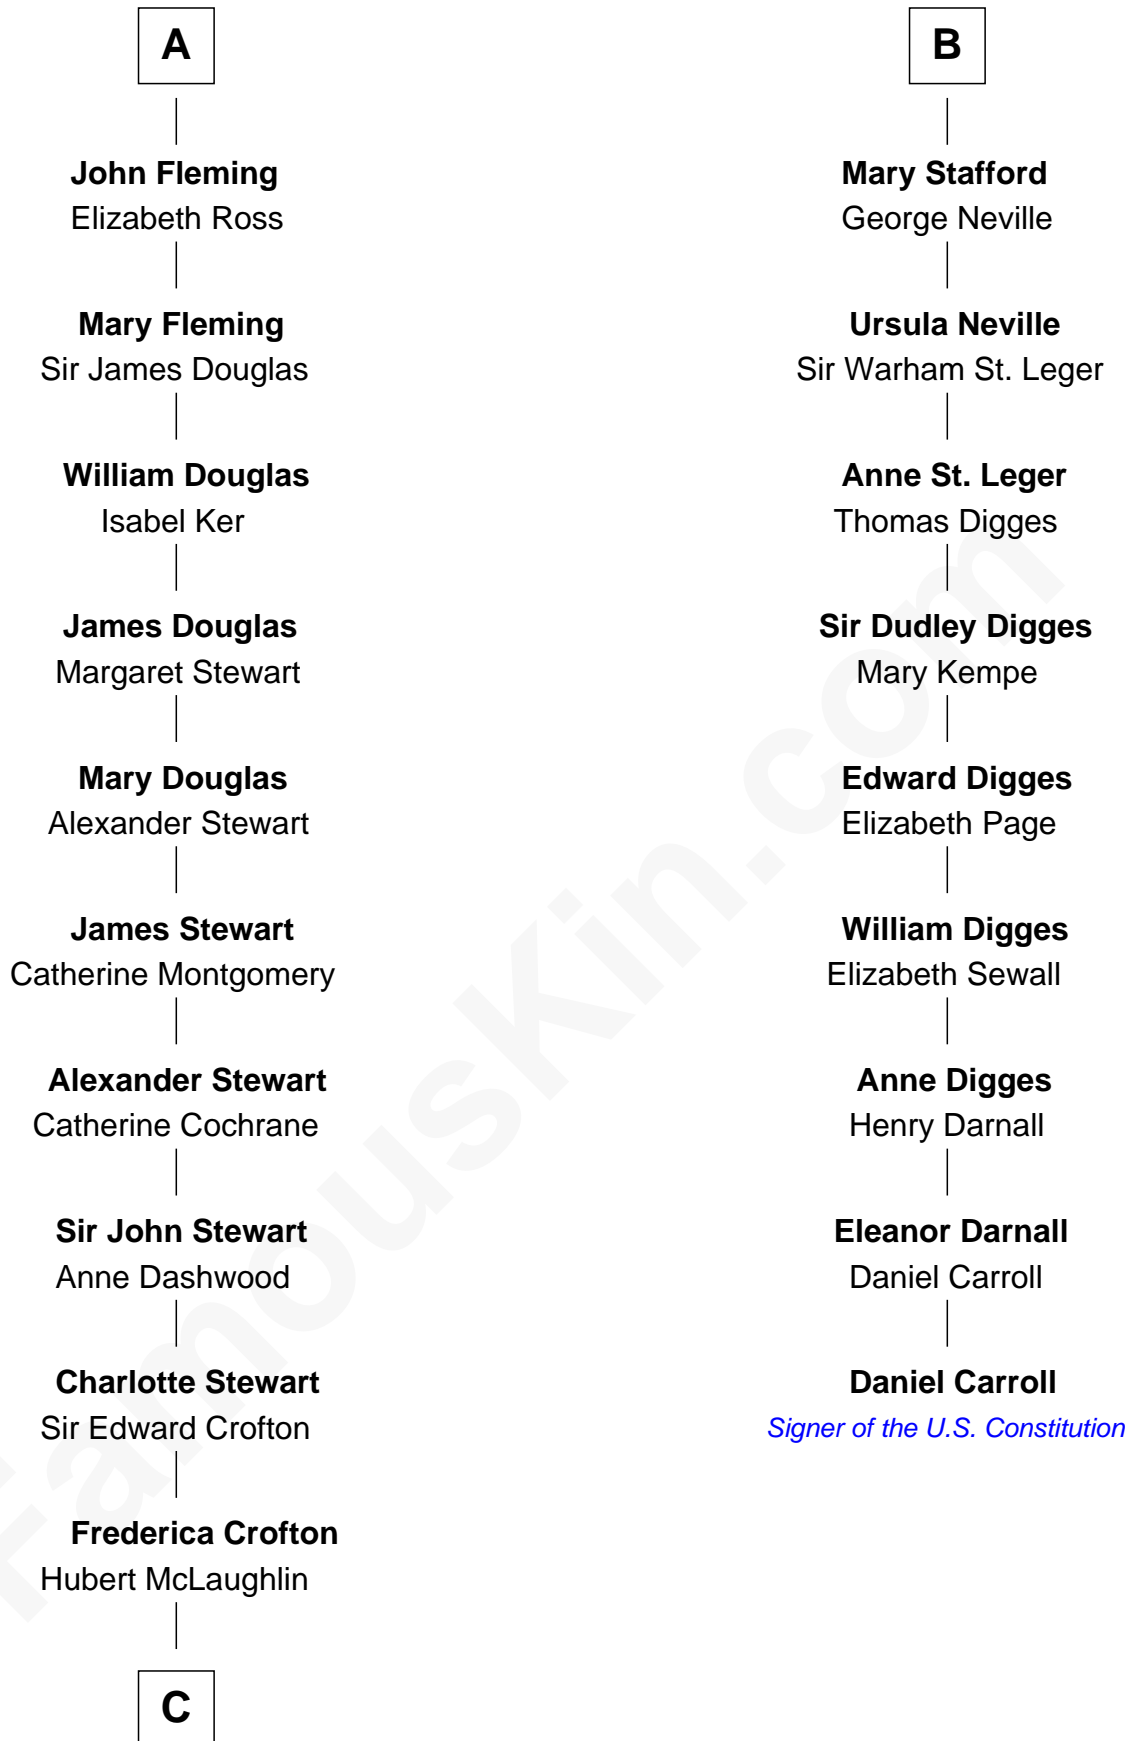 A
John Fleming
Elizabeth Ross
Mary Fleming
Sir James Douglas
William Douglas
Isabel Ker
James Douglas
Margaret Stewart
Mary Douglas
Alexander Stewart
James Stewart
Catherine Montgomery
Alexander Stewart
Catherine Cochrane
Sir John Stewart
Anne Dashwood
Charlotte Stewart
Sir Edward Crofton
Frederica Crofton
Hubert McLaughlin
C
B
Mary Stafford
George Neville
Ursula Neville
Sir Warham St. Leger
Anne St. Leger
Thomas Digges
Sir Dudley Digges
Mary Kempe
Edward Digges
Elizabeth Page
William Digges
Elizabeth Sewall
Anne Digges
Henry Darnall
Eleanor Darnall
Daniel Carroll
Daniel Carroll
Signer of the U.S. Constitution
FamousKin.com